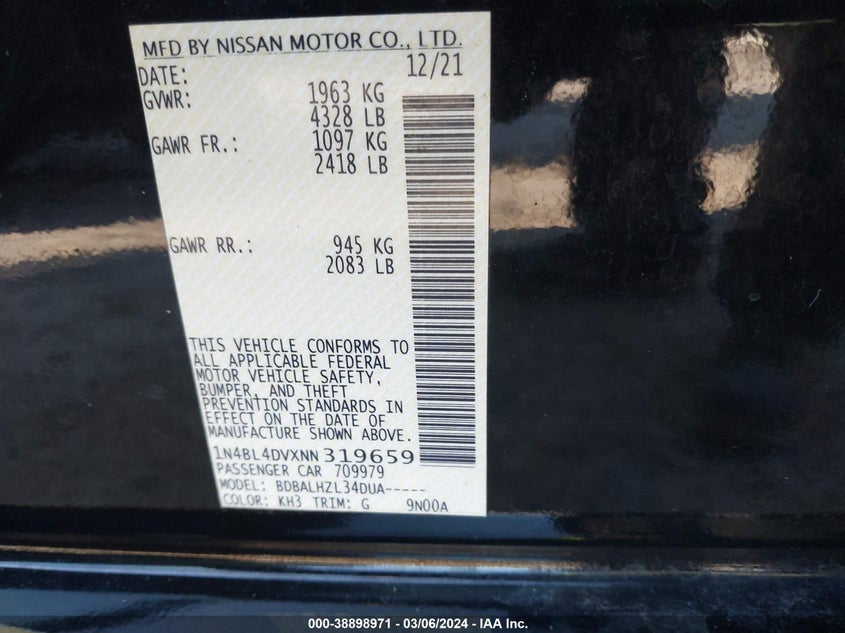 MFD BY NISSAN MOTOR CO., LTD.
DATE: 12/21
GVWR: 1963 KG
4328 LB
GAWR FR.: 1097 KG
2418 LB
GAWR RR.: 945 KG
2083 LB
THIS VEHICLE CONFORMS TO
ALL APPLICABLE FEDERAL
MOTOR VEHICLE SAFETY,
BUMPER, AND THEFT
PREVENTION STANDARDS IN
EFFECT ON THE DATE OF
MANUFACTURE SHOWN ABOVE.
1N4BL4DVXNN319659
PASSENGER CAR 709979
MODEL: BDBALHZL34DUA-----
COLOR: KH3 TRIM: G 9N00A
000-38898971 - 03/06/2024 - IAA Inc.